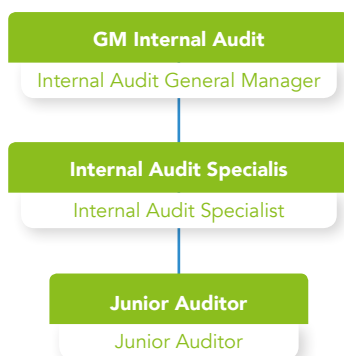 GM Internal Audit
Internal Audit General Manager
Internal Audit Specialis
Internal Audit Specialist
Junior Auditor
Junior Auditor